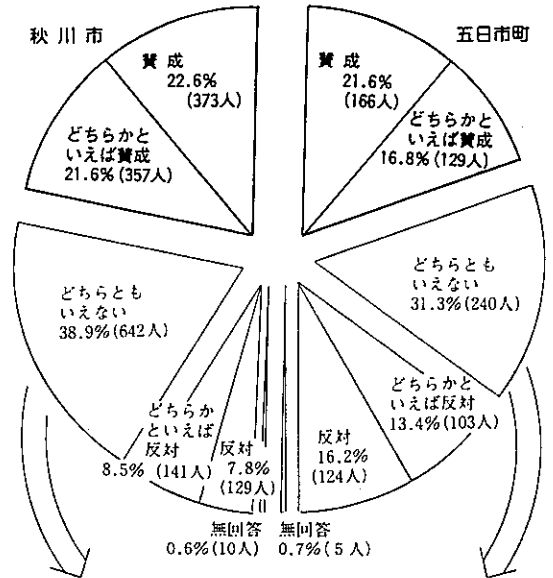 秋川市
賛成
22.6%
(373人)
どちらかと
いえば賛成
21.6%(357人)
どちらとも
いえない
38.9%(642人)
どちらか
といえば
反対
8.5% (141人)
反対
7.8%
(129人)
無回答
0.6%(10人)
五日市町
賛成
21.6%
(166人)
どちらかと
いえば賛成
16.8%(129人)
どちらとも
いえない
31.3%(240人)
どちらかと
いえば反対
13.4%(103人)
反対
16.2%
(124人)
無回答
0.7%(5人)